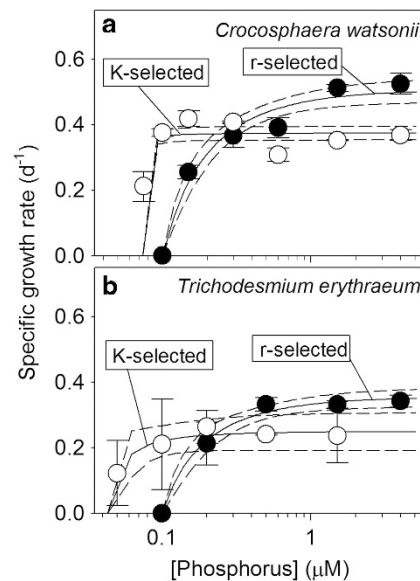 a
Crocosphaera watsonii
0.6
K-selected
r-selected
0.4
0.2
0.0
b
Trichodesmium erythraeum
0.6
K-selected
r-selected
0.4
0.2
0.0
Specific growth rate (d⁻¹)
0.1
1
[Phosphorus] (μM)